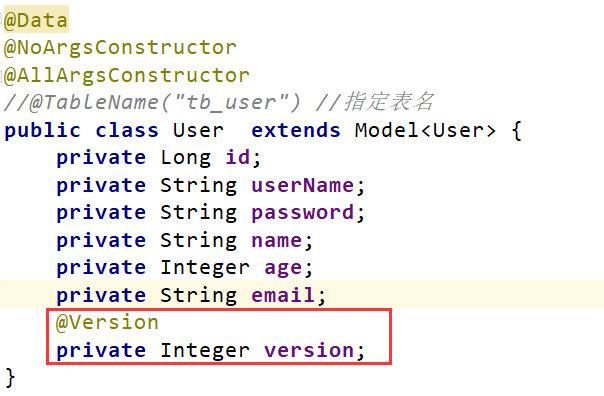 @Data
@NoArgsConstructor
@AllArgsConstructor
//@TableName("tb_user") //指定表名
public class User  extends Model<User> {
    private Long id;
    private String userName;
    private String password;
    private String name;
    private Integer age;
    private String email;
    @Version
    private Integer version;
}